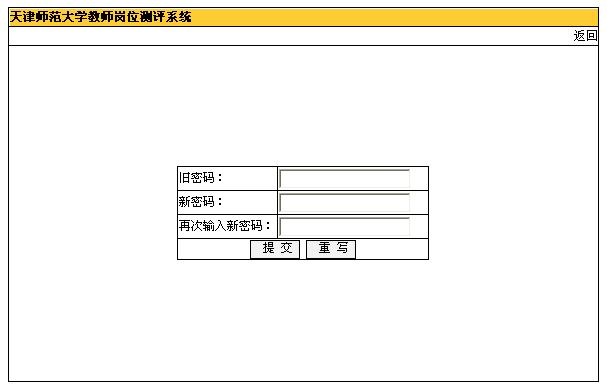 天津师范大学教师岗位测评系统
返回
旧密码：
新密码：
再次输入新密码：
提 交 重 写